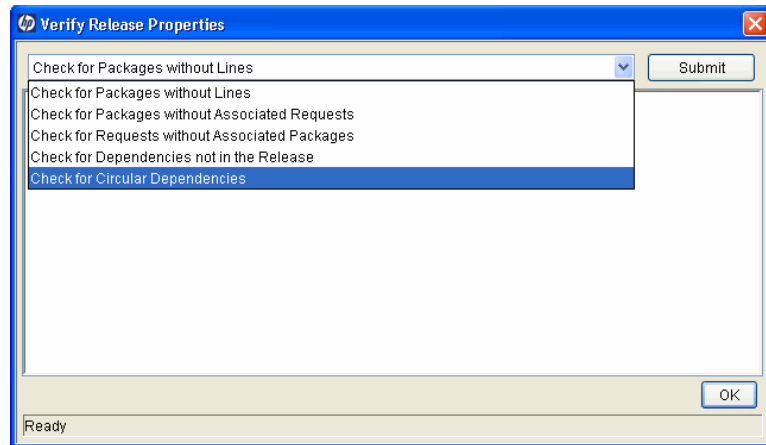 hp Verify Release Properties
Check for Packages without Lines
Submit
Check for Packages without Lines
Check for Packages without Associated Requests
Check for Requests without Associated Packages
Check for Dependencies not in the Release
Check for Circular Dependencies
OK
Ready